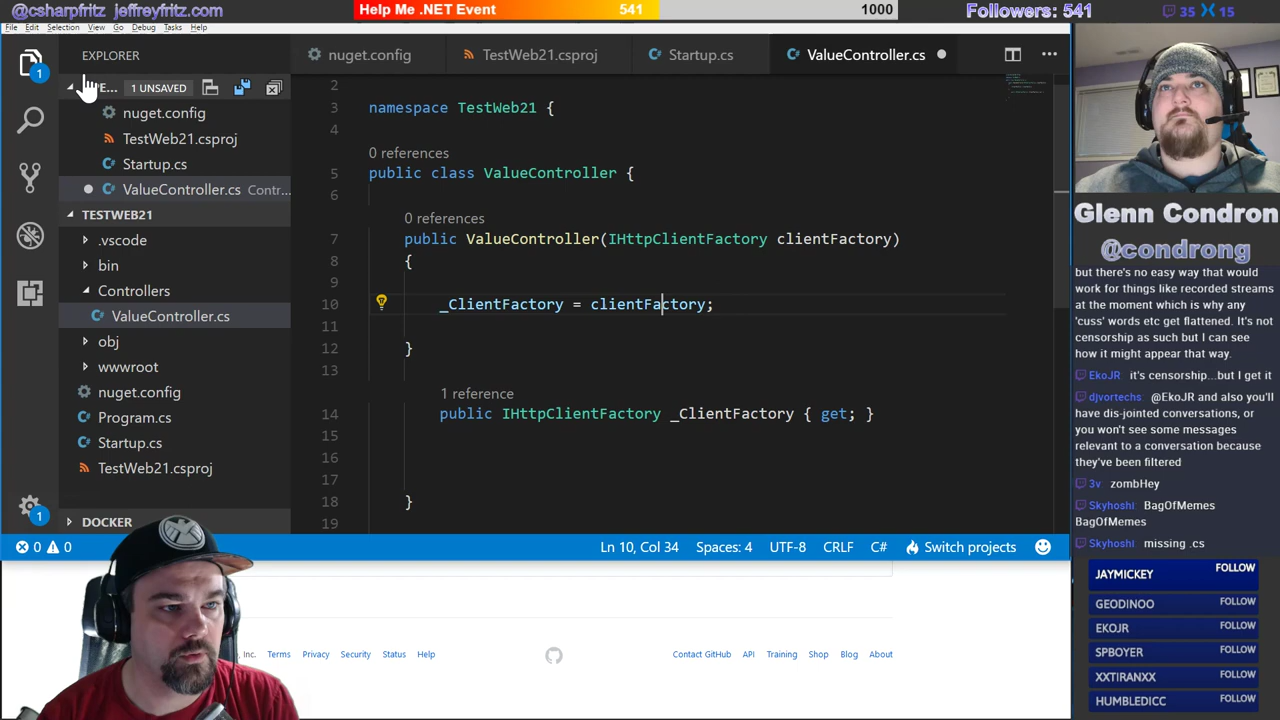 @csharpfritz jeffreyfritz.com
Help Me .NET Event 541 1000
Followers: 541 35 15
File Edit Selection View Go Debug Tasks Help
EXPLORER
1
1 UNSAVED
nuget.config
TestWeb21.csproj
Startup.cs
ValueController.cs Contr...
TESTWEB21
.vscode
bin
Controllers
ValueController.cs
obj
wwwroot
nuget.config
Program.cs
Startup.cs
TestWeb21.csproj
DOCKER
1
nuget.config TestWeb21.csproj Startup.cs ValueController.cs
2
3 namespace TestWeb21 {
4
0 references
5 public class ValueController {
6
0 references
7 public ValueController(IHttpClientFactory clientFactory)
8 {
9
10 _ClientFactory = clientFactory;
11
12 }
13
1 reference
14 public IHttpClientFactory _ClientFactory { get; }
15
16
17
18 }
19
0 0 Ln 10, Col 34 Spaces: 4 UTF-8 CRLF C# Switch projects
, Inc. Terms Privacy Security Status Help Contact GitHub API Training Shop Blog About
Glenn Condron
@condrong
but there's no easy way that would
work for things like recorded streams
at the moment which is why any
'cuss' words etc get flattened. It's not
censorship as such but I can see
how it might appear that way.
EkoJR it's censorship...but I get it
djvortechs: @EkoJR and also you'll
have dis-jointed conversations, or
you won't see some messages
relevant to a conversation because
they've been filtered
3v zombHey
Skyhoshi: BagOfMemes
BagOfMemes
Skyhoshi: missing .cs
JAYMICKEY FOLLOW
GEODINOO FOLLOW
EKOJR FOLLOW
SPBOYER FOLLOW
XXTIRANXX FOLLOW
HUMBLEDICC FOLLOW